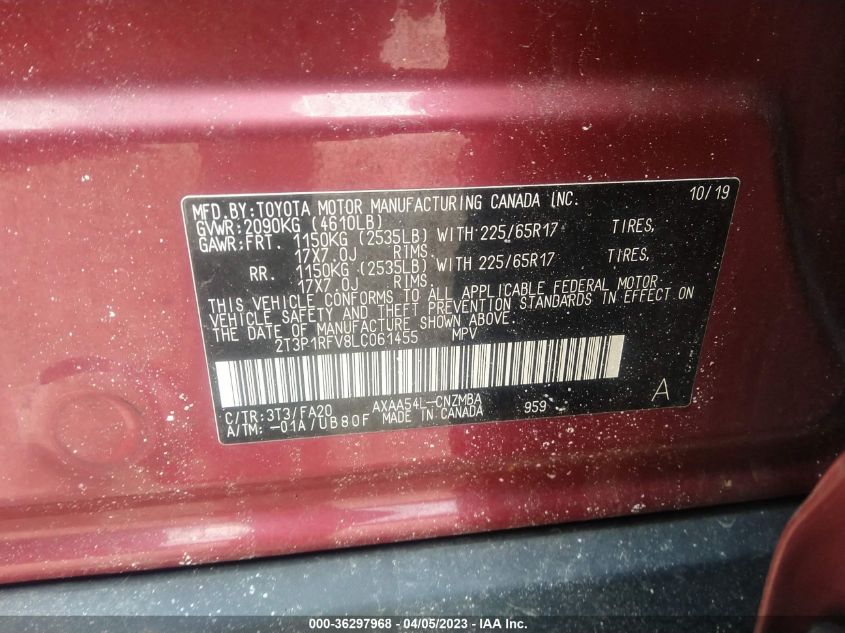 MFD.BY:TOYOTA MOTOR MANUFACTURING CANADA INC. 10/19
GVWR:2090KG (4610LB)
GAWR:FRT. 1150KG (2535LB) WITH 225/65R17 TIRES,
17X7.0J RIMS.
RR. 1150KG (2535LB) WITH 225/65R17 TIRES,
17X7.0J RIMS.
THIS VEHICLE CONFORMS TO ALL APPLICABLE FEDERAL MOTOR
VEHICLE SAFETY AND THEFT PREVENTION STANDARDS IN EFFECT ON
THE DATE OF MANUFACTURE SHOWN ABOVE.
2T3P1RFV8LC061455 MPV
C/TR:3T3/FA20 AXAA54L-CNZMBA A
A/TM:-01A/UB80F MADE IN CANADA 959
000-36297968 - 04/05/2023 - ©IAA, Inc.